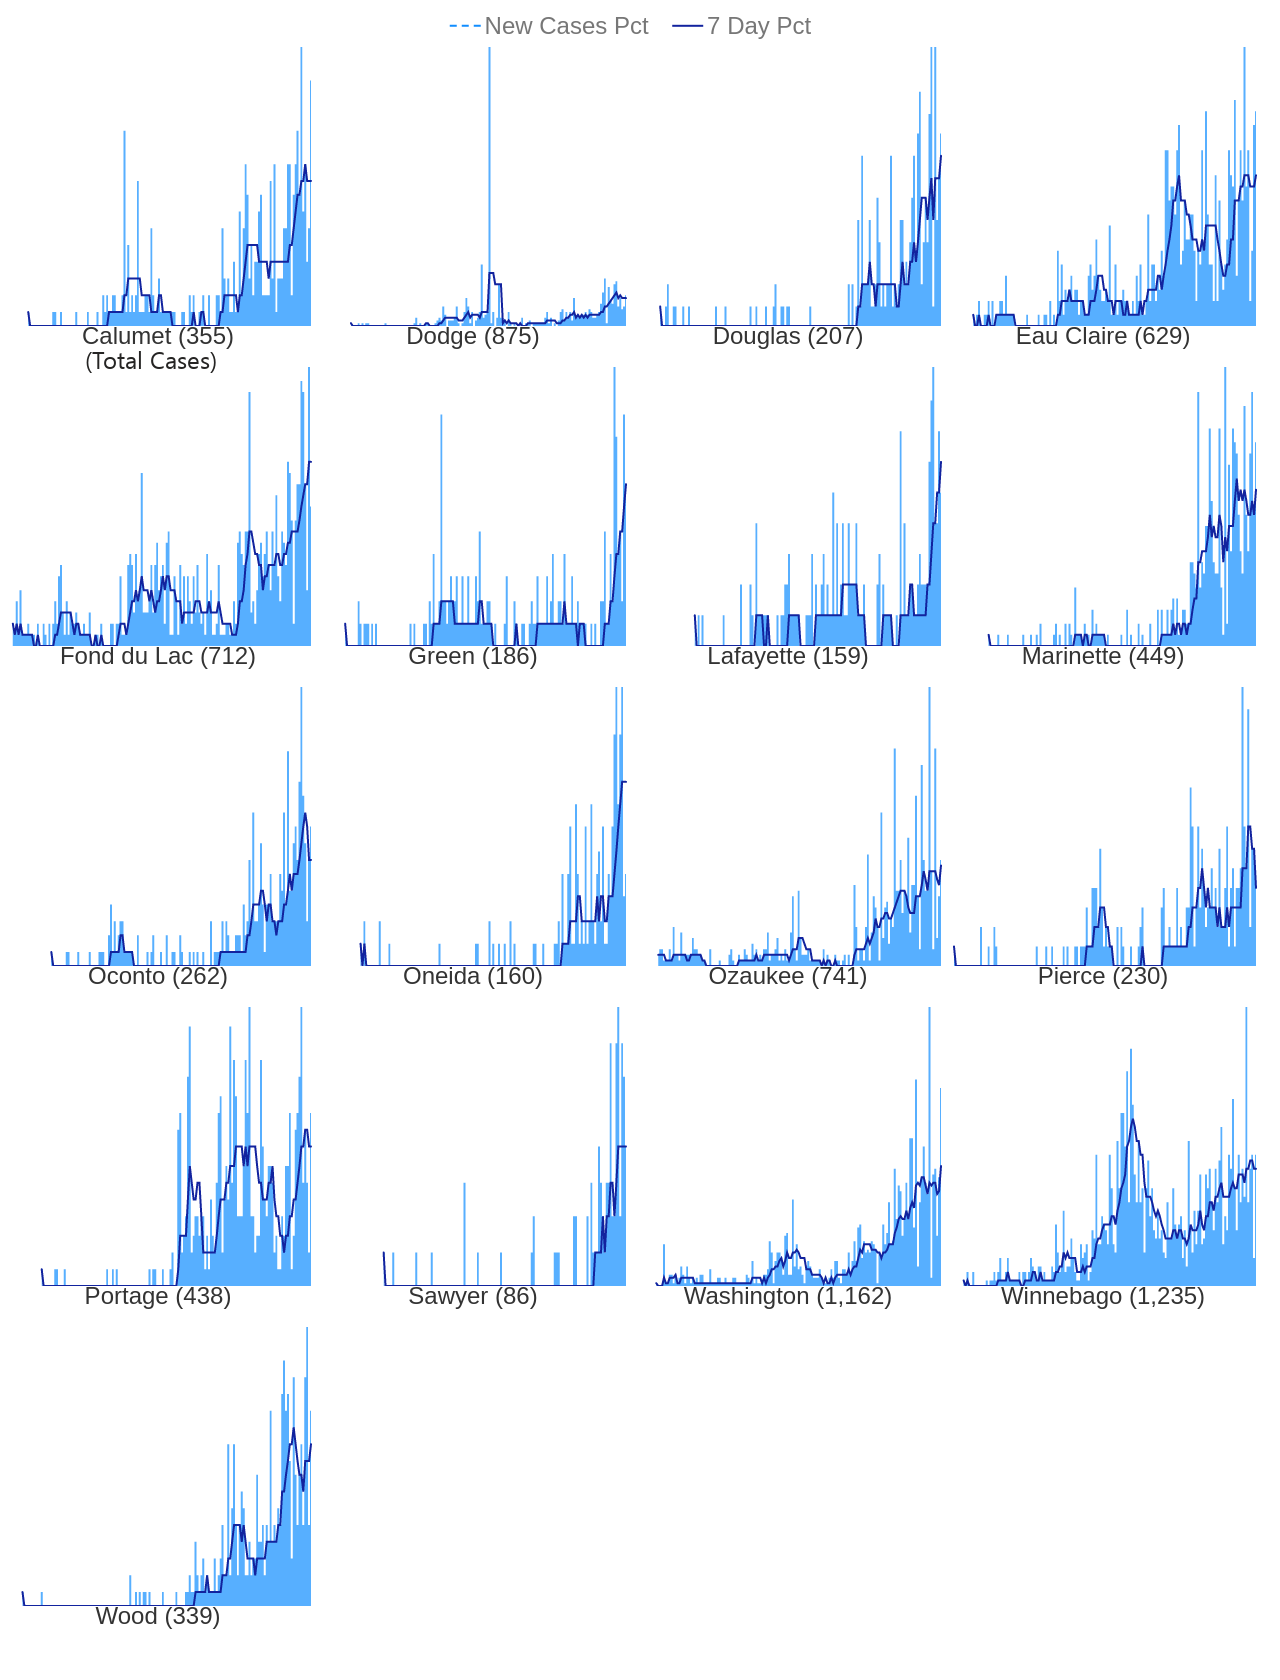 New Cases Pct 7 Day Pct
Calumet (355) Dodge (875) Douglas (207) Eau Claire (629)
(Total Cases)
Fond du Lac (712) Green (186) Lafayette (159) Marinette (449)
Oconto (262) Oneida (160) Ozaukee (741) Pierce (230)
Portage (438) Sawyer (86) Washington (1,162) Winnebago (1,235)
Wood (339)